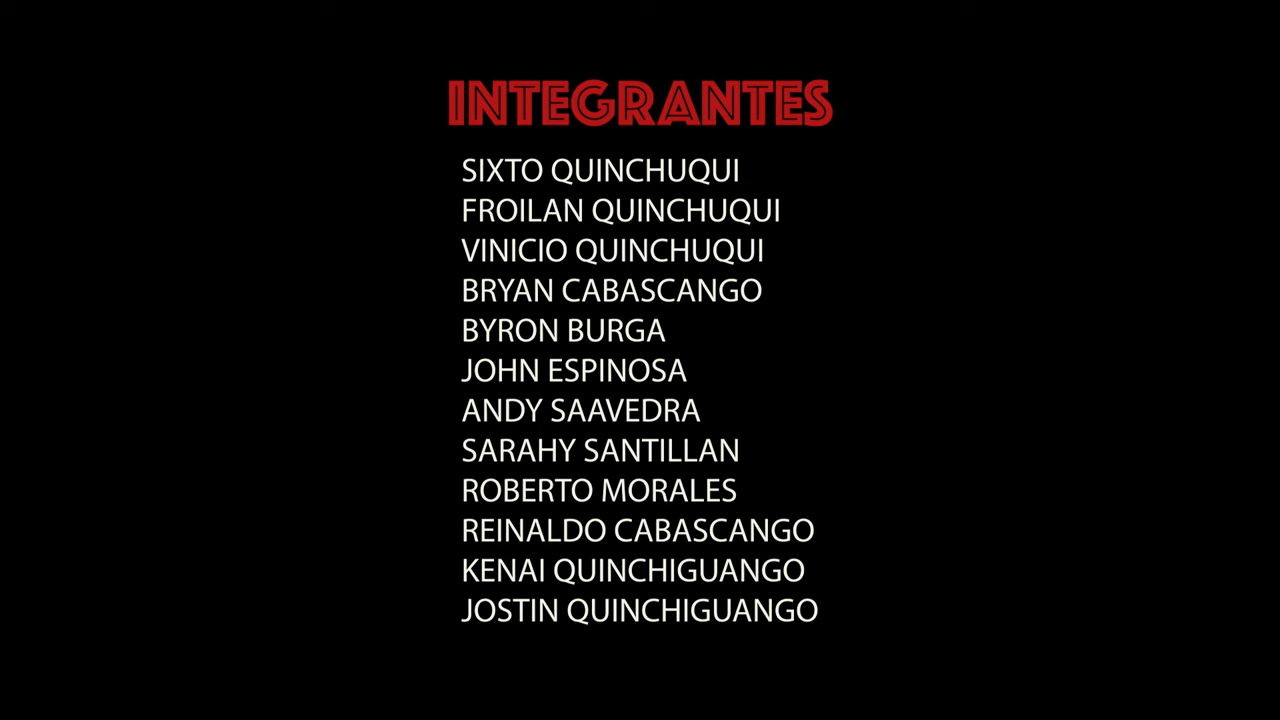 INTEGRANTES
SIXTO QUINCHUQUI
FROILAN QUINCHUQUI
VINICIO QUINCHUQUI
BRYAN CABASCANGO
BYRON BURGA
JOHN ESPINOSA
ANDY SAAVEDRA
SARAHY SANTILLAN
ROBERTO MORALES
REINALDO CABASCANGO
KENAI QUINCHIGUANGO
JOSTIN QUINCHIGUANGO